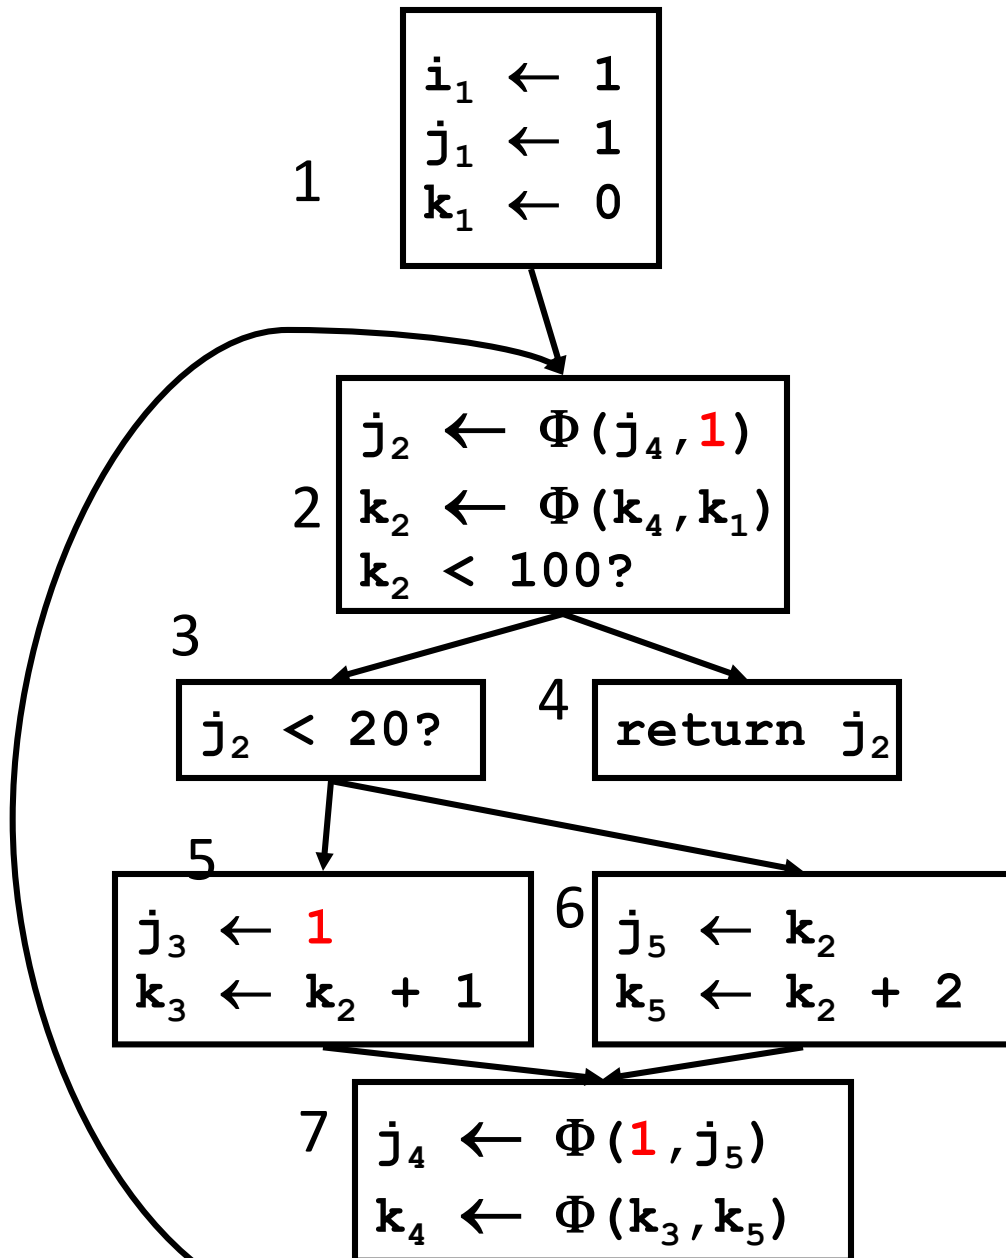 1
i₁ ← 1
j₁ ← 1
k₁ ← 0
2
j₂ ← Φ(j₄,1)
k₂ ← Φ(k₄,k₁)
k₂ < 100?
3
j₂ < 20?
4
return j₂
5
j₃ ← 1
k₃ ← k₂ + 1
6
j₅ ← k₂
k₅ ← k₂ + 2
7
j₄ ← Φ(1,j₅)
k₄ ← Φ(k₃,k₅)